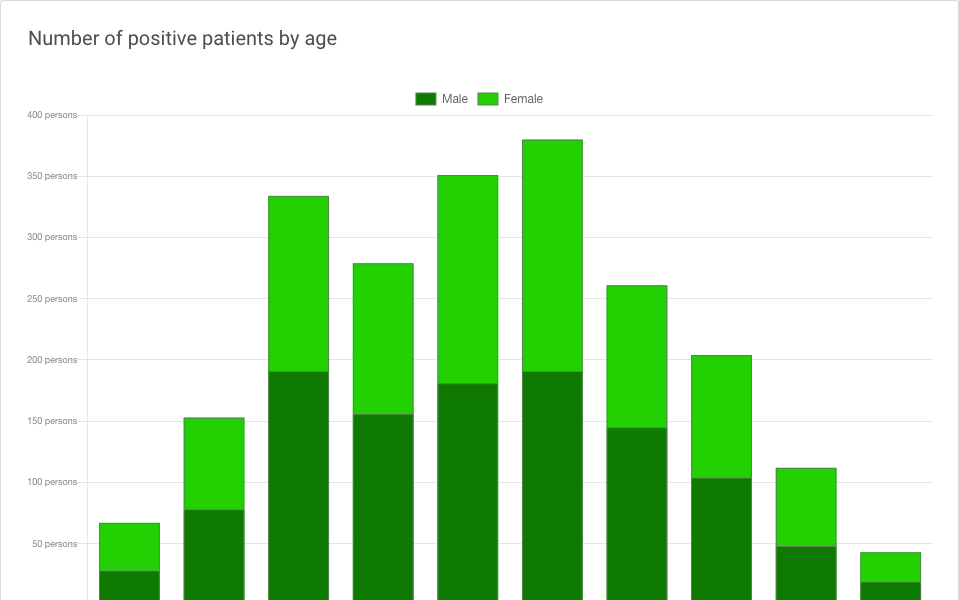 Number of positive patients by age
Male Female
400 persons
350 persons
300 persons
250 persons
200 persons
150 persons
100 persons
50 persons